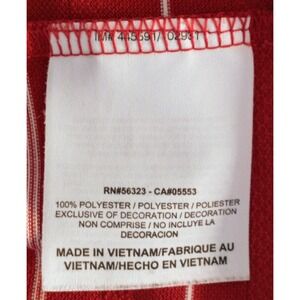 RN#56323 - CA#05553
100% POLYESTER / POLYESTER / POLIESTER
EXCLUSIVE OF DECORATION / DECORATION
NON COMPRISE / NO INCLUYE LA
DECORACION
MADE IN VIETNAM/FABRIQUE AU
VIETNAM/HECHO EN VIETNAM